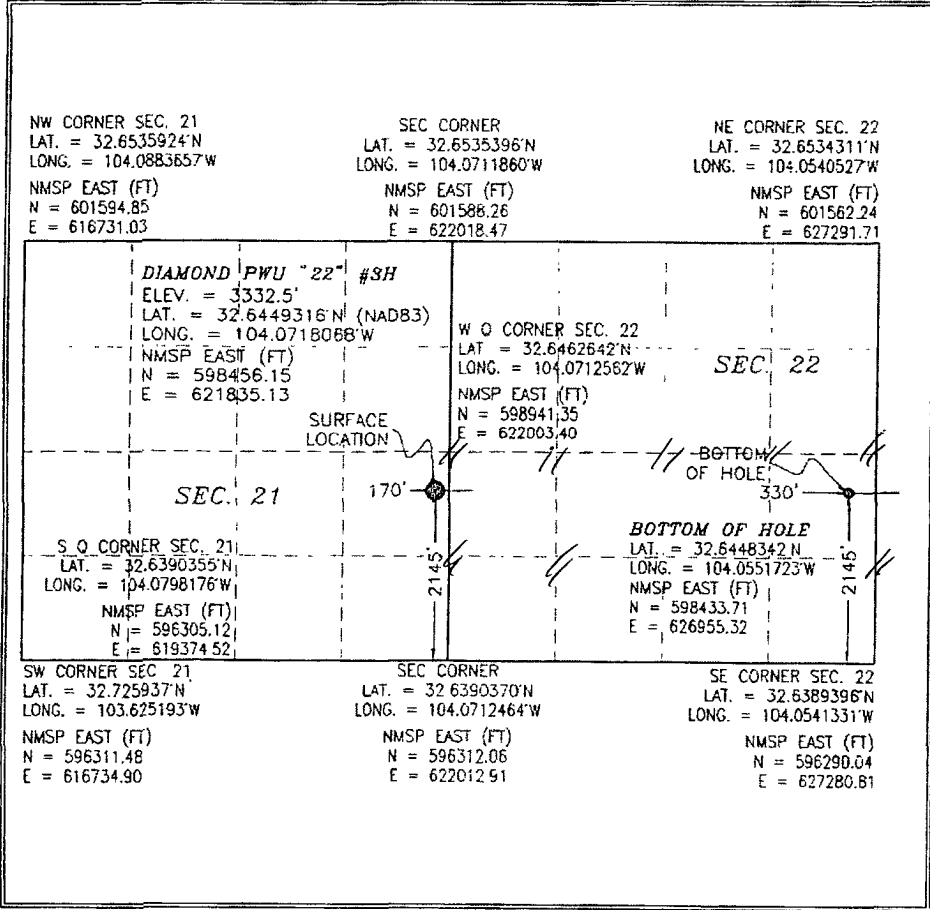 NW CORNER SEC. 21
LAT. = 32.6535924°N
LONG. = 104.0883657°W
NMSP EAST (FT)
N = 601594.85
E = 616731.03
SEC CORNER
LAT. = 32.6535396°N
LONG. = 104.0711860°W
NMSP EAST (FT)
N = 601588.26
E = 622018.47
NE CORNER SEC. 22
LAT. = 32.6534311°N
LONG. = 104.0540527°W
NMSP EAST (FT)
N = 601562.24
E = 627291.71
DIAMOND PWU "22" #3H
ELEV. = 3332.5'
LAT. = 32.6449316°N (NAD83)
LONG. = 104.0718068°W
NMSP EAST (FT)
N = 598456.15
E = 621835.13
W Q CORNER SEC. 22
LAT = 32.6462642°N
LONG. = 104.0712562°W
NMSP EAST (FT)
N = 598941.35
E = 622003.40
SEC. 22
SURFACE
LOCATION
BOTTOM
OF HOLE
SEC. 21
170'
330'
2145'
2145'
S Q CORNER SEC. 21
LAT. = 32.6390355°N
LONG. = 104.0798176°W
NMSP EAST (FT)
N = 596305.12
E = 619374.52
BOTTOM OF HOLE
LAT. = 32.6448342 N
LONG. = 104.0551723°W
NMSP EAST (FT)
N = 598433.71
E = 626955.32
SW CORNER SEC 21
LAT. = 32.725937°N
LONG. = 103.625193°W
NMSP EAST (FT)
N = 596311.48
E = 616734.90
SEC CORNER
LAT. = 32 6390370°N
LONG. = 104.0712464°W
NMSP EAST (FT)
N = 596312.06
E = 622012 91
SE CORNER SEC. 22
LAT. = 32.6389396°N
LONG. = 104.0541331°W
NMSP EAST (FT)
N = 596290.04
E = 627280.81